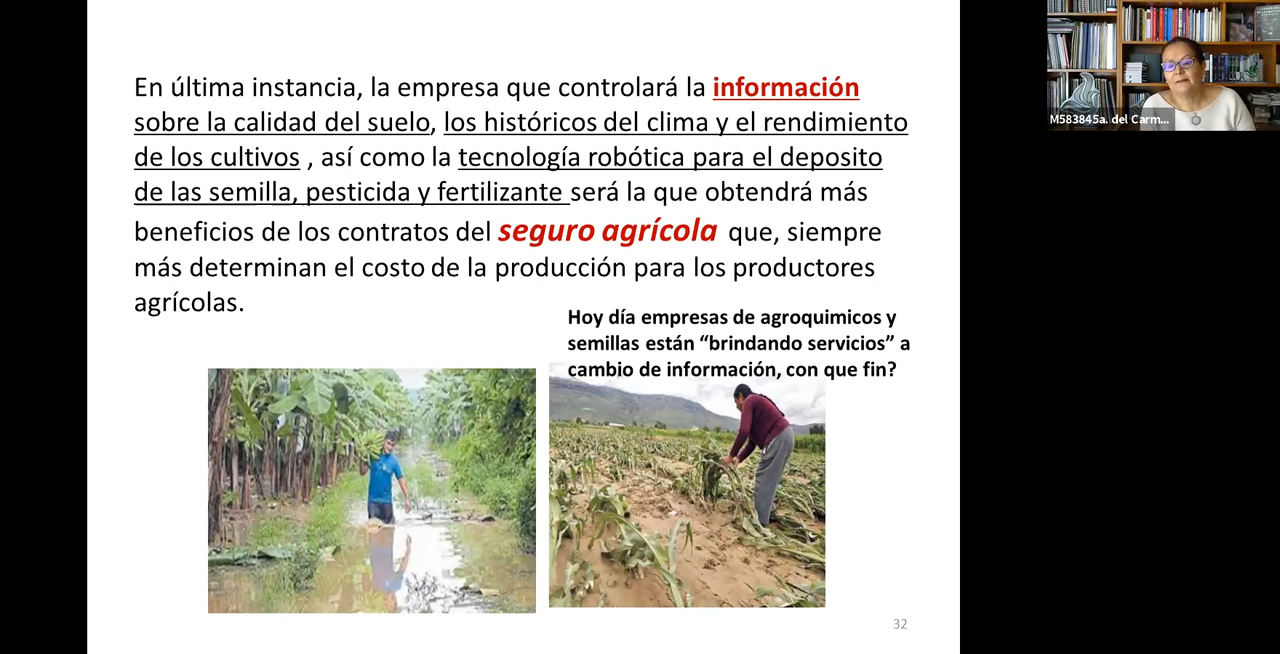 En última instancia, la empresa que controlará la información
sobre la calidad del suelo, los históricos del clima y el rendimiento
de los cultivos , así como la tecnología robótica para el deposito
de las semilla, pesticida y fertilizante será la que obtendrá más
beneficios de los contratos del seguro agrícola que, siempre
más determinan el costo de la producción para los productores
agrícolas.
Hoy día empresas de agroquimicos y
semillas están “brindando servicios” a
cambio de información, con que fin?
32
M583845a. del Carm...